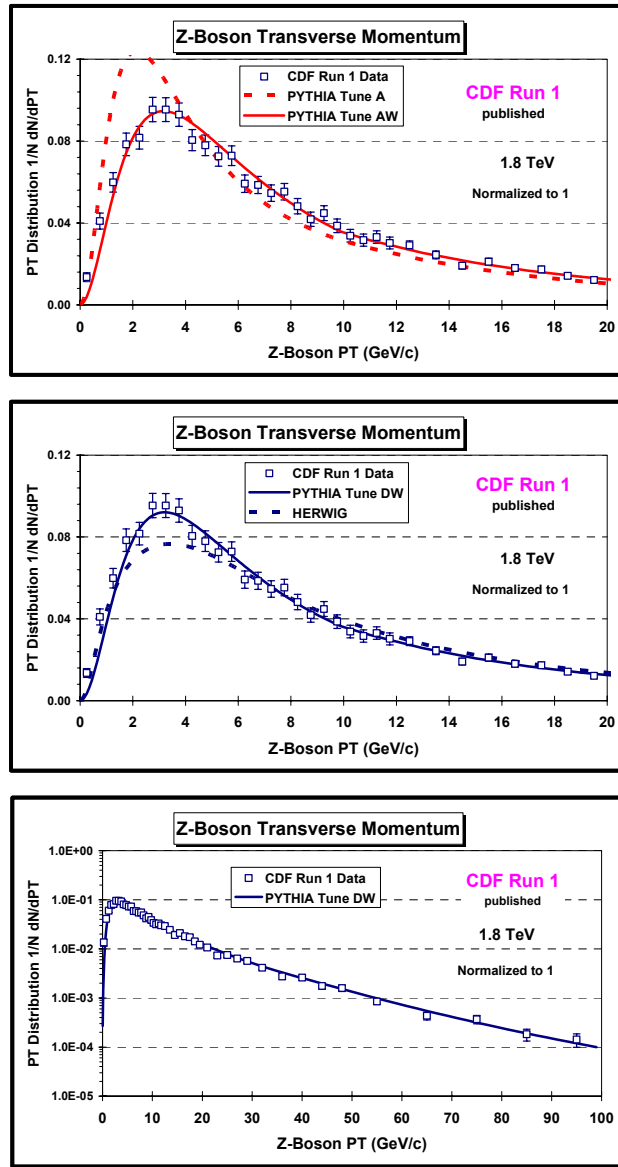 Z-Boson Transverse Momentum
PT Distribution 1/N dN/dPT
0.12
0.08
0.04
0.00
CDF Run 1 Data
PYTHIA Tune A
PYTHIA Tune AW
CDF Run 1
published
1.8 TeV
Normalized to 1
0 2 4 6 8 10 12 14 16 18 20
Z-Boson PT (GeV/c)
Z-Boson Transverse Momentum
PT Distribution 1/N dN/dPT
0.12
0.08
0.04
0.00
CDF Run 1 Data
PYTHIA Tune DW
HERWIG
CDF Run 1
published
1.8 TeV
Normalized to 1
0 2 4 6 8 10 12 14 16 18 20
Z-Boson PT (GeV/c)
Z-Boson Transverse Momentum
PT Distribution 1/N dN/dPT
1.0E+00
1.0E-01
1.0E-02
1.0E-03
1.0E-04
1.0E-05
CDF Run 1 Data
PYTHIA Tune DW
CDF Run 1
published
1.8 TeV
Normalized to 1
0 10 20 30 40 50 60 70 80 90 100
Z-Boson PT (GeV/c)